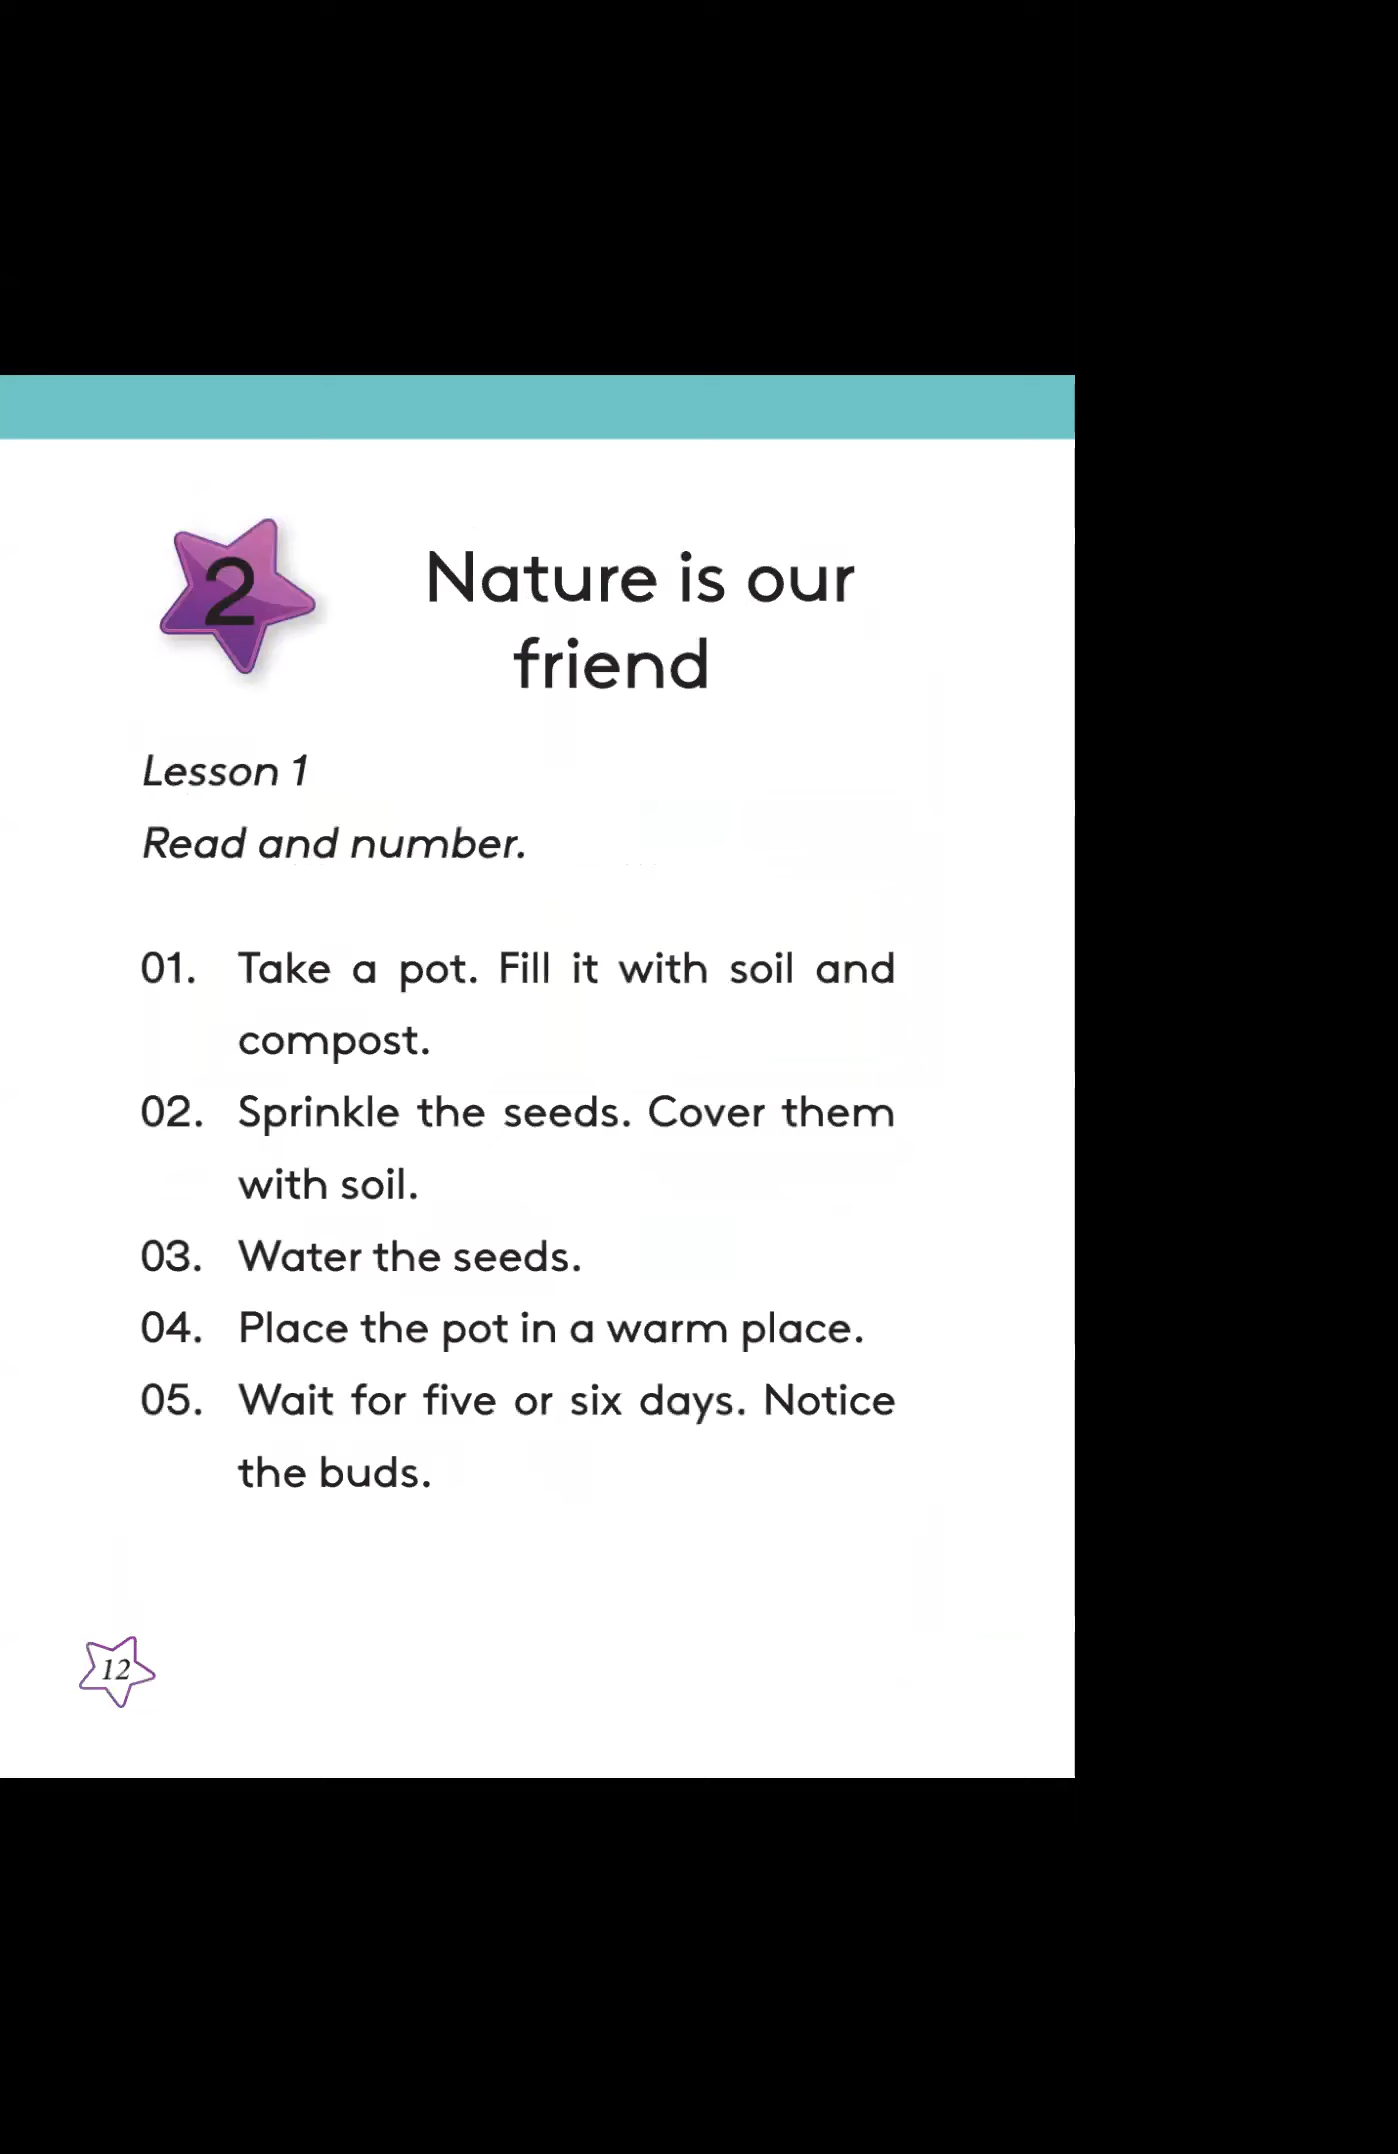 2
Nature is our
friend
Lesson 1
Read and number.
01. Take a pot. Fill it with soil and
compost.
02. Sprinkle the seeds. Cover them
with soil.
03. Water the seeds.
04. Place the pot in a warm place.
05. Wait for five or six days. Notice
the buds.
12